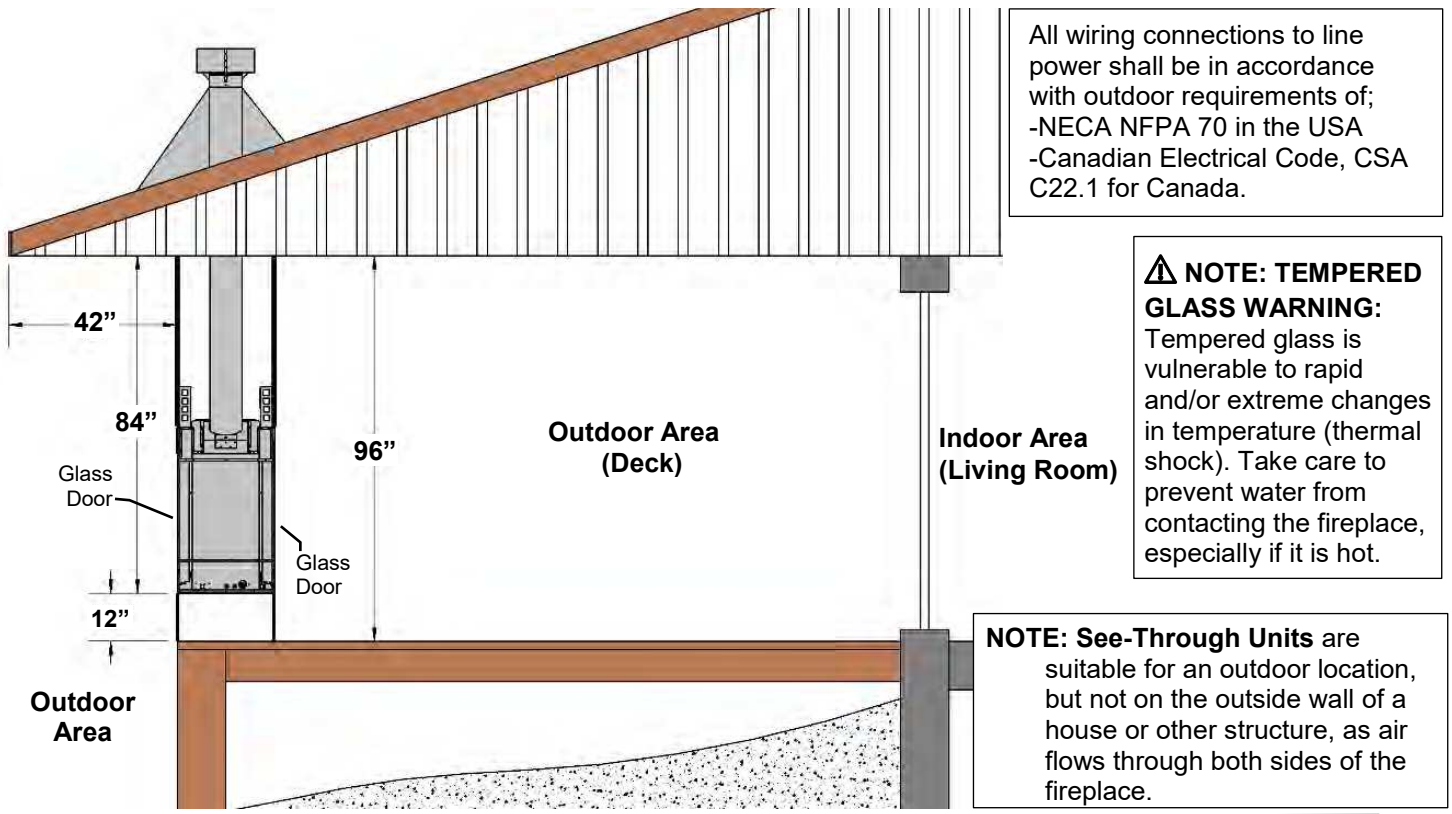 All wiring connections to line
power shall be in accordance
with outdoor requirements of;
-NECA NFPA 70 in the USA
-Canadian Electrical Code, CSA
C22.1 for Canada.
⚠ NOTE: TEMPERED
GLASS WARNING:
Tempered glass is
vulnerable to rapid
and/or extreme changes
in temperature (thermal
shock). Take care to
prevent water from
contacting the fireplace,
especially if it is hot.
42”
84”
96”
12”
Glass
Door
Glass
Door
Outdoor Area
(Deck)
Indoor Area
(Living Room)
Outdoor
Area
NOTE: See-Through Units are
suitable for an outdoor location,
but not on the outside wall of a
house or other structure, as air
flows through both sides of the
fireplace.